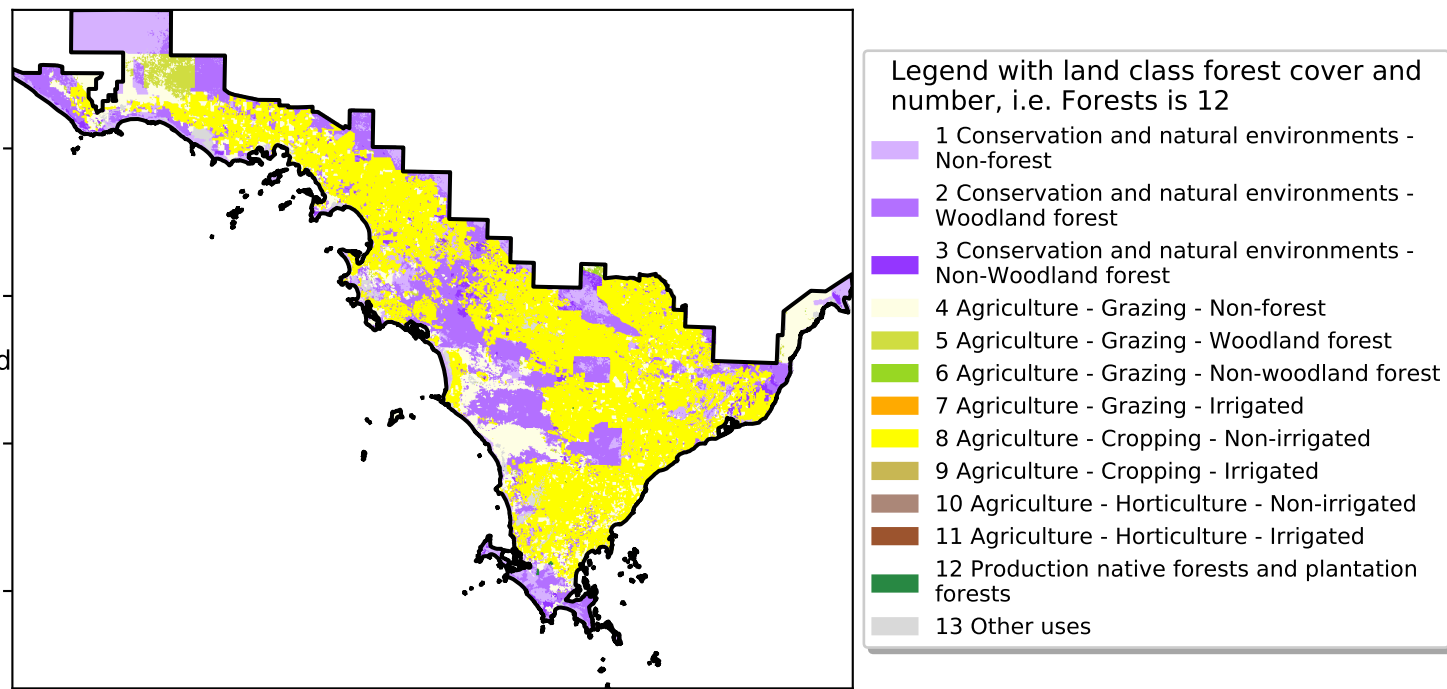 d
Legend with land class forest cover and
number, i.e. Forests is 12
1 Conservation and natural environments -
Non-forest
2 Conservation and natural environments -
Woodland forest
3 Conservation and natural environments -
Non-Woodland forest
4 Agriculture - Grazing - Non-forest
5 Agriculture - Grazing - Woodland forest
6 Agriculture - Grazing - Non-woodland forest
7 Agriculture - Grazing - Irrigated
8 Agriculture - Cropping - Non-irrigated
9 Agriculture - Cropping - Irrigated
10 Agriculture - Horticulture - Non-irrigated
11 Agriculture - Horticulture - Irrigated
12 Production native forests and plantation
forests
13 Other uses